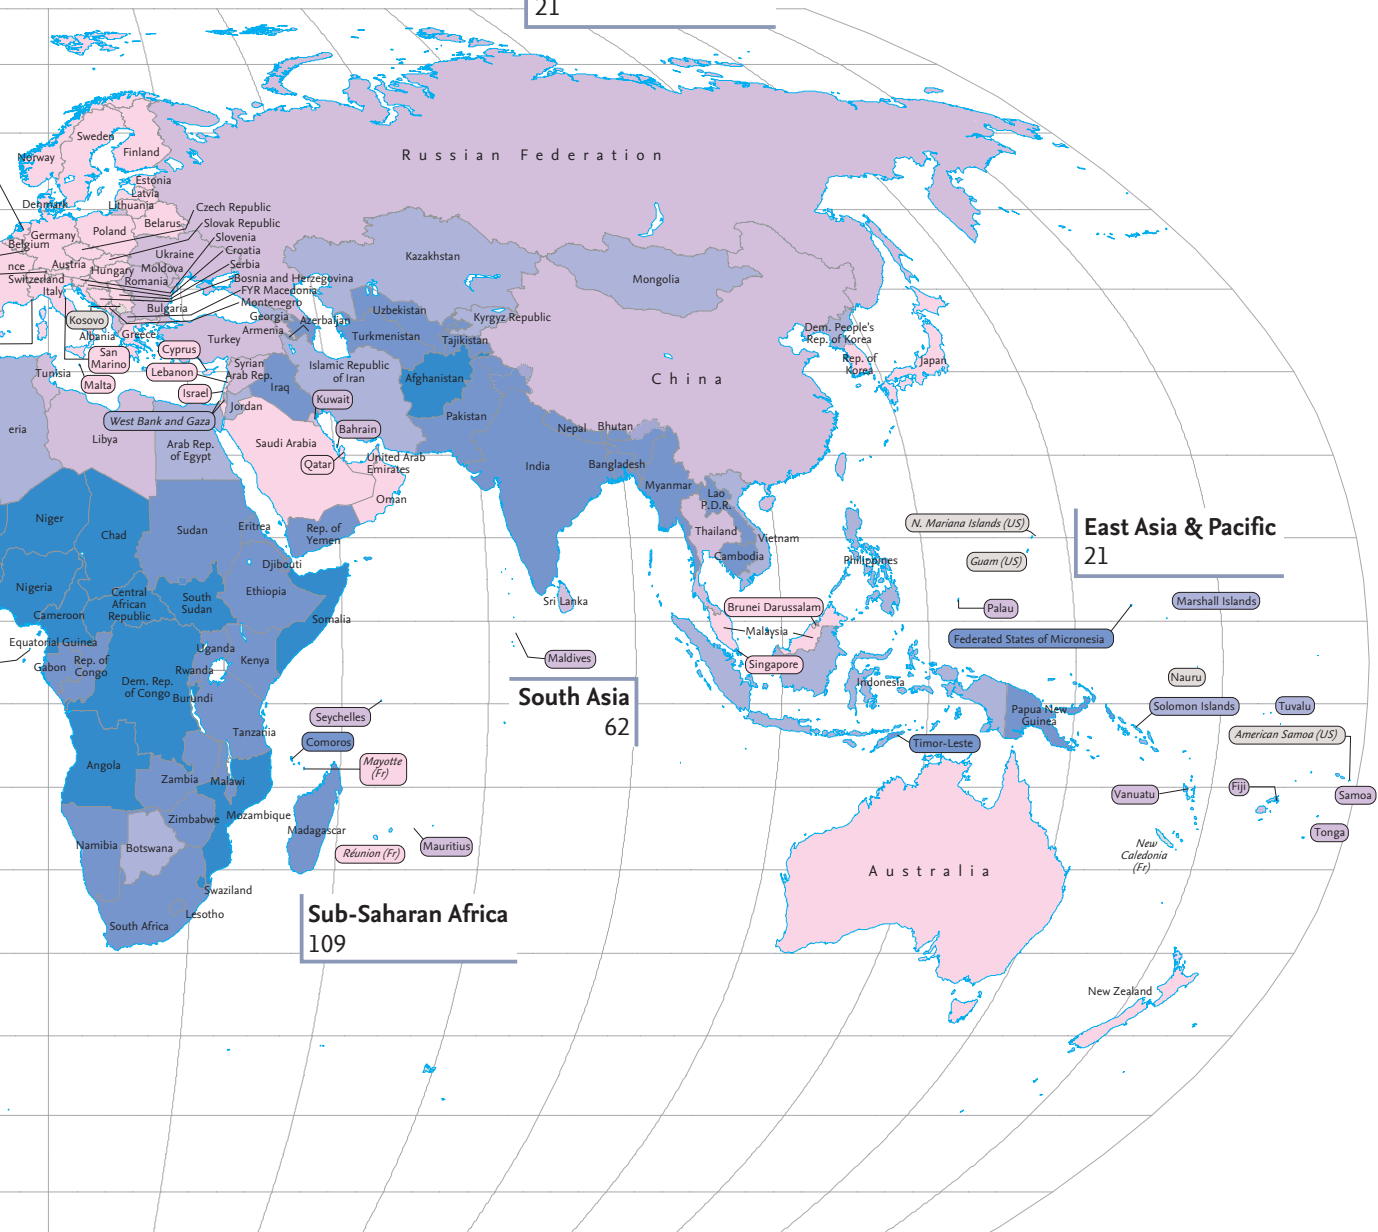 21
Russian Federation
Sweden
Norway
Finland
Estonia
Latvia
Lithuania
Denmark
Czech Republic
Slovak Republic
Slovenia
Croatia
Serbia
Bosnia and Herzegovina
FYR Macedonia
Montenegro
Belarus
Poland
Germany
Belgium
Ukraine
nce
Austria
Hungary
Moldova
Romania
Switzerland
Italy
Bulgaria
Kosovo
Albania
Greece
Georgia
Armenia
Azerbaijan
Turkey
Kazakhstan
Mongolia
Uzbekistan
Kyrgyz Republic
Turkmenistan
Tajikistan
Dem. People's
Rep. of Korea
Rep. of
Korea
Japan
China
San
Marino
Malta
Tunisia
Cyprus
Lebanon
Israel
Syrian
Arab Rep.
Iraq
Islamic Republic
of Iran
Afghanistan
Kuwait
Jordan
West Bank and Gaza
Bahrain
Pakistan
Nepal
Bhutan
eria
Libya
Arab Rep.
of Egypt
Saudi Arabia
Qatar
United Arab
Emirates
Oman
India
Bangladesh
Myanmar
Lao
P.D.R.
Thailand
Vietnam
Cambodia
Philippines
N. Mariana Islands (US)
Guam (US)
East Asia & Pacific
21
Niger
Chad
Sudan
Eritrea
Rep. of
Yemen
Djibouti
Nigeria
Central
African
Republic
South
Sudan
Ethiopia
Cameroon
Somalia
Sri Lanka
Brunei Darussalam
Malaysia
Singapore
Palau
Marshall Islands
Federated States of Micronesia
Equatorial Guinea
Gabon
Rep. of
Congo
Uganda
Rwanda
Kenya
Dem. Rep.
of Congo
Burundi
Maldives
South Asia
62
Indonesia
Nauru
Papua New
Guinea
Solomon Islands
Tuvalu
American Samoa (US)
Seychelles
Tanzania
Comoros
Timor-Leste
Mayotte
(Fr)
Angola
Zambia
Malawi
Vanuatu
Fiji
Samoa
Tonga
Zimbabwe
Mozambique
Madagascar
Namibia
Botswana
Réunion (Fr)
Mauritius
New
Caledonia
(Fr)
Australia
Swaziland
Lesotho
South Africa
Sub-Saharan Africa
109
New Zealand